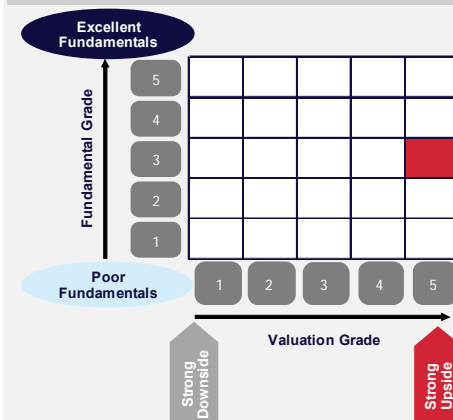 Excellent
Fundamentals
Fundamental Grade
5
4
3
2
1
Poor
Fundamentals
1
2
3
4
5
Valuation Grade
Strong
Downside
Strong
Upside